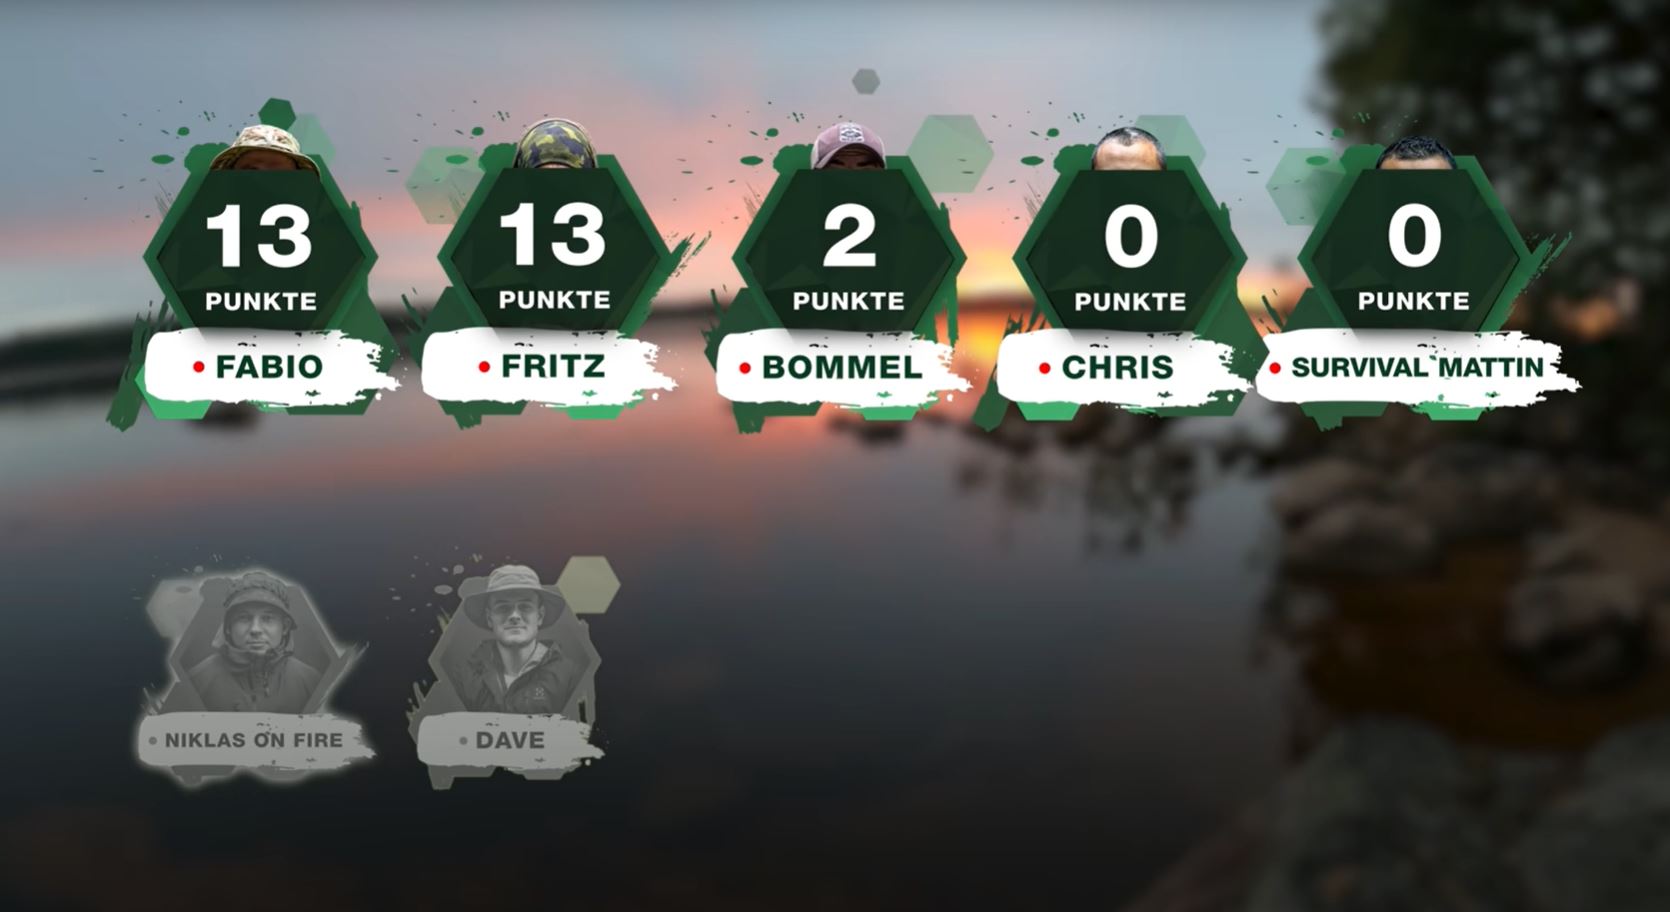 13
PUNKTE
FABIO
13
PUNKTE
FRITZ
2
PUNKTE
BOMMEL
0
PUNKTE
CHRIS
0
PUNKTE
SURVIVAL MATTIN
NIKLAS ON FIRE
DAVE